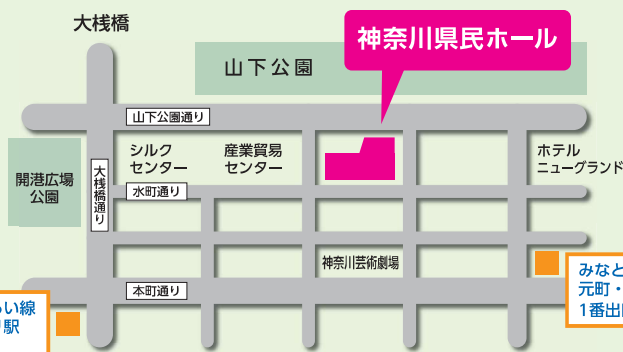 大桟橋
神奈川県民ホール
山下公園
山下公園通り
シルク
センター
産業貿易
センター
ホテル
ニューグランド
開港広場
公園
大桟橋通り
水町通り
神奈川芸術劇場
本町通り
みなと
元町・
1番出
い線
駅